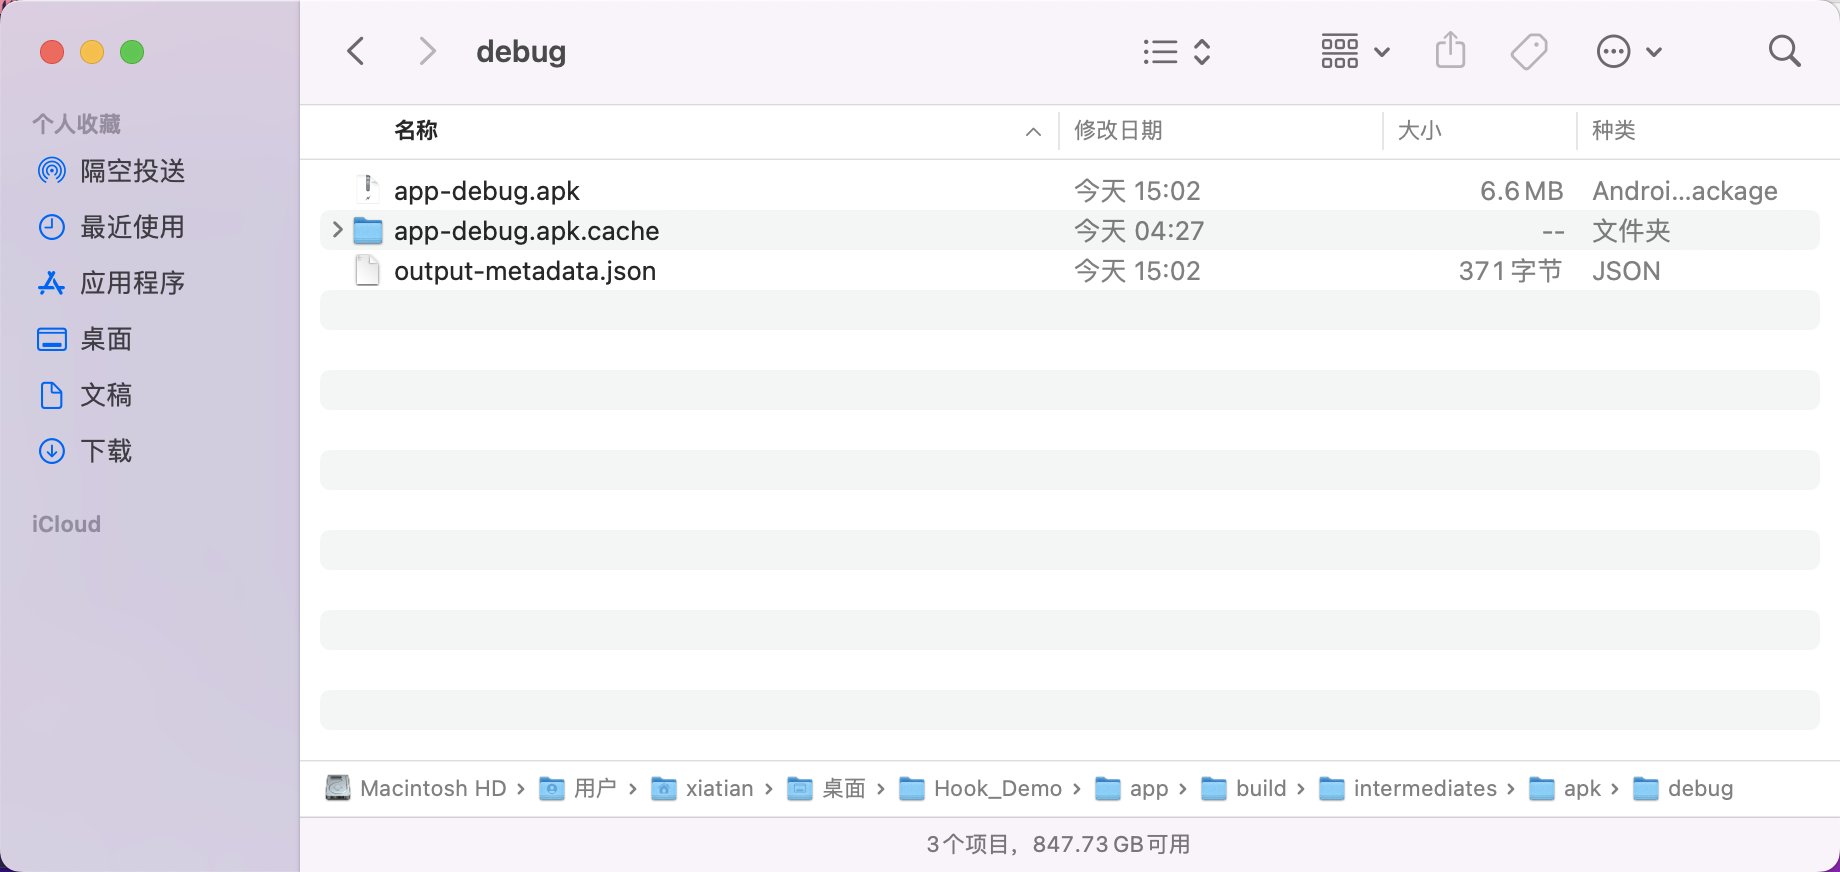 debug
个人收藏
隔空投送
最近使用
应用程序
桌面
文稿
下载
iCloud
名称 修改日期 大小 种类
app-debug.apk 今天 15:02 6.6 MB Androi...ackage
app-debug.apk.cache 今天 04:27 -- 文件夹
output-metadata.json 今天 15:02 371 字节 JSON
Macintosh HD › 用户 › xiatian › 桌面 › Hook_Demo › app › build › intermediates › apk › debug
3 个项目，847.73 GB 可用